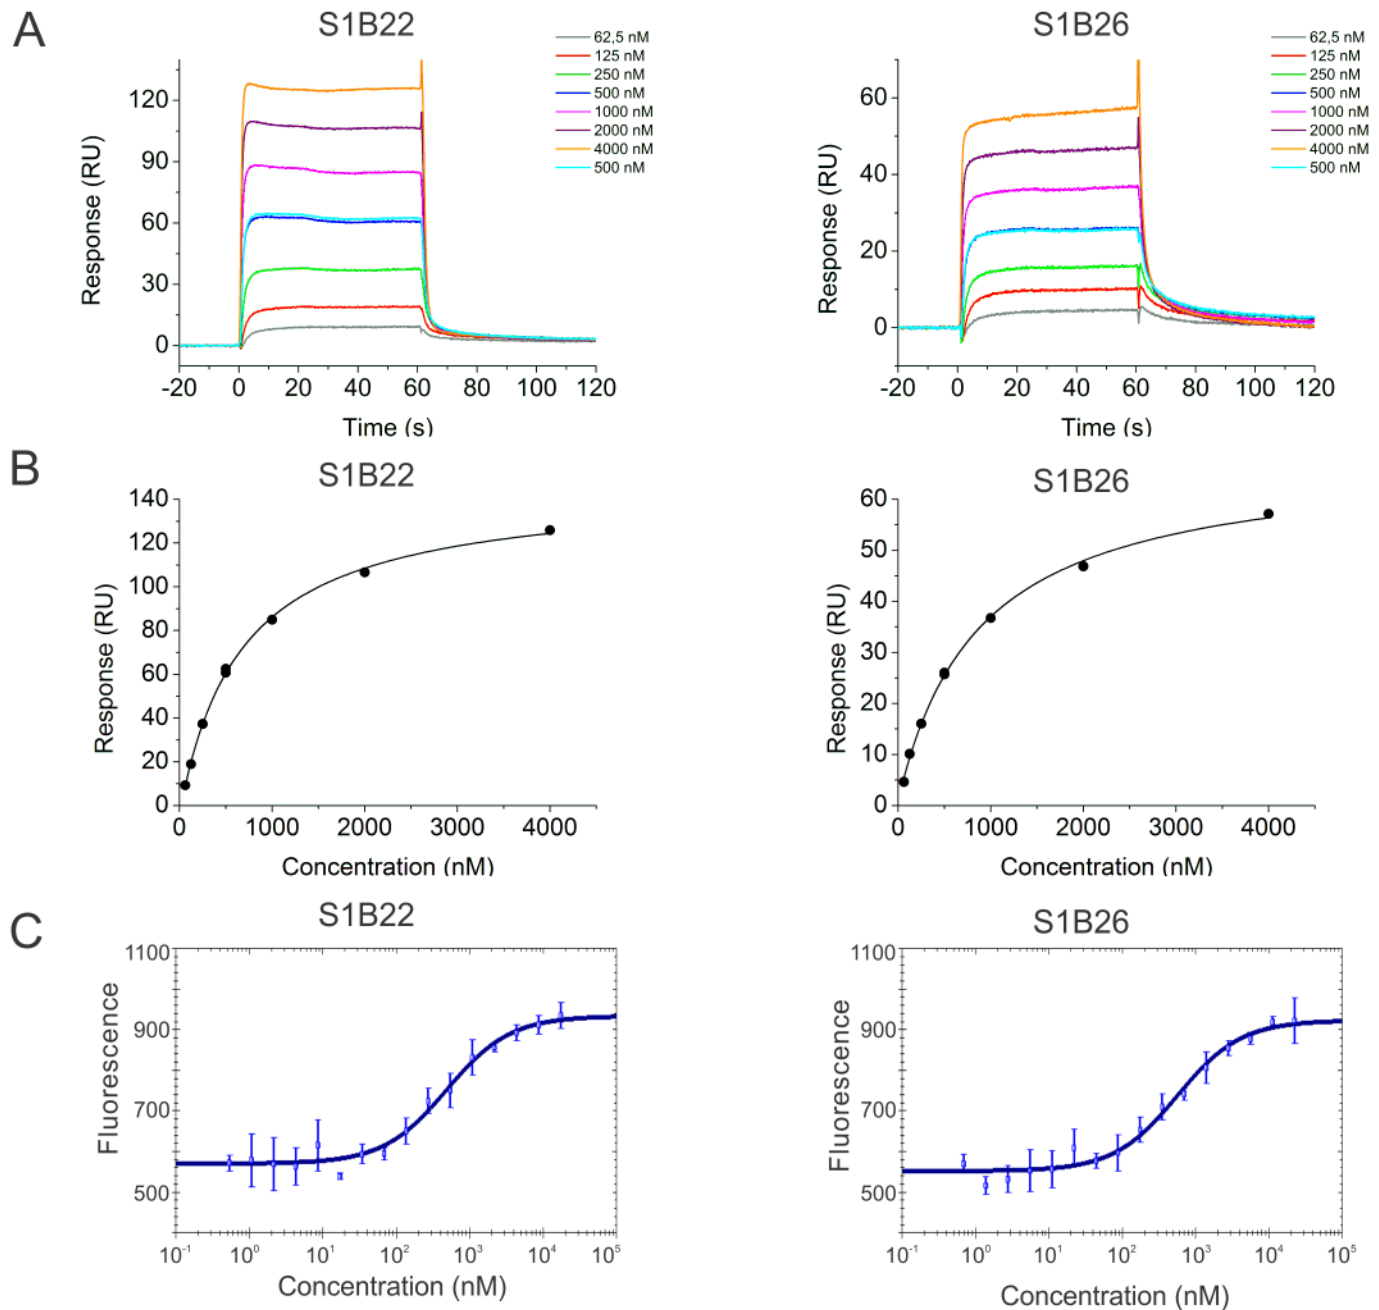 A
S1B22
S1B26
62,5 nM
125 nM
250 nM
500 nM
1000 nM
2000 nM
4000 nM
500 nM
62,5 nM
125 nM
250 nM
500 nM
1000 nM
2000 nM
4000 nM
500 nM
Response (RU)
120
90
60
30
0
-20 0 20 40 60 80 100 120
Time (s)
Response (RU)
60
40
20
0
-20 0 20 40 60 80 100 120
Time (s)
B
S1B22
S1B26
Response (RU)
140
120
100
80
60
40
20
0
0 1000 2000 3000 4000
Concentration (nM)
Response (RU)
60
50
40
30
20
10
0
0 1000 2000 3000 4000
Concentration (nM)
C
S1B22
S1B26
Fluorescence
1100
900
700
500
10-1 100 101 102 103 104 105
Concentration (nM)
Fluorescence
1100
900
700
500
10-1 100 101 102 103 104 105
Concentration (nM)